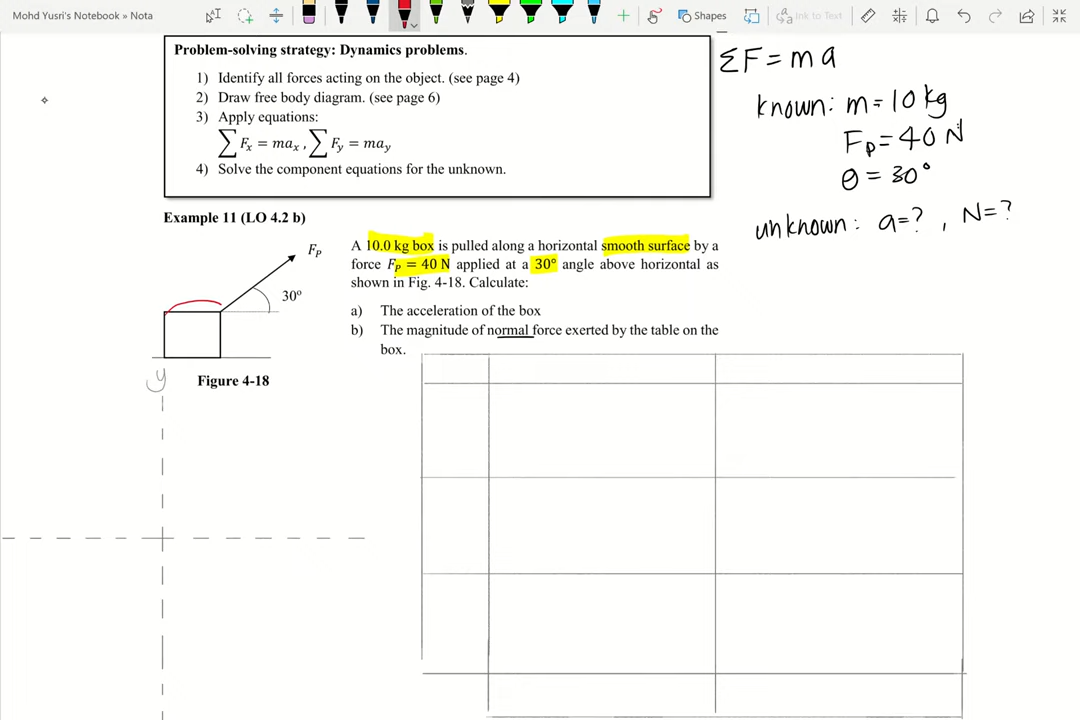 Mohd Yusri's Notebook » Nota
Shapes
Ink to Text
Problem-solving strategy: Dynamics problems.
1) Identify all forces acting on the object. (see page 4)
2) Draw free body diagram. (see page 6)
3) Apply equations:
∑ Fx = max , ∑ Fy = may
4) Solve the component equations for the unknown.
ΣF = ma
known: m = 10 kg
Fp = 40 N
θ = 30°
unknown: a = ? , N = ?
Example 11 (LO 4.2 b)
FP
30º
A 10.0 kg box is pulled along a horizontal smooth surface by a
force FP = 40 N applied at a 30° angle above horizontal as
shown in Fig. 4-18. Calculate:
a) The acceleration of the box
b) The magnitude of normal force exerted by the table on the
box.
Figure 4-18
y